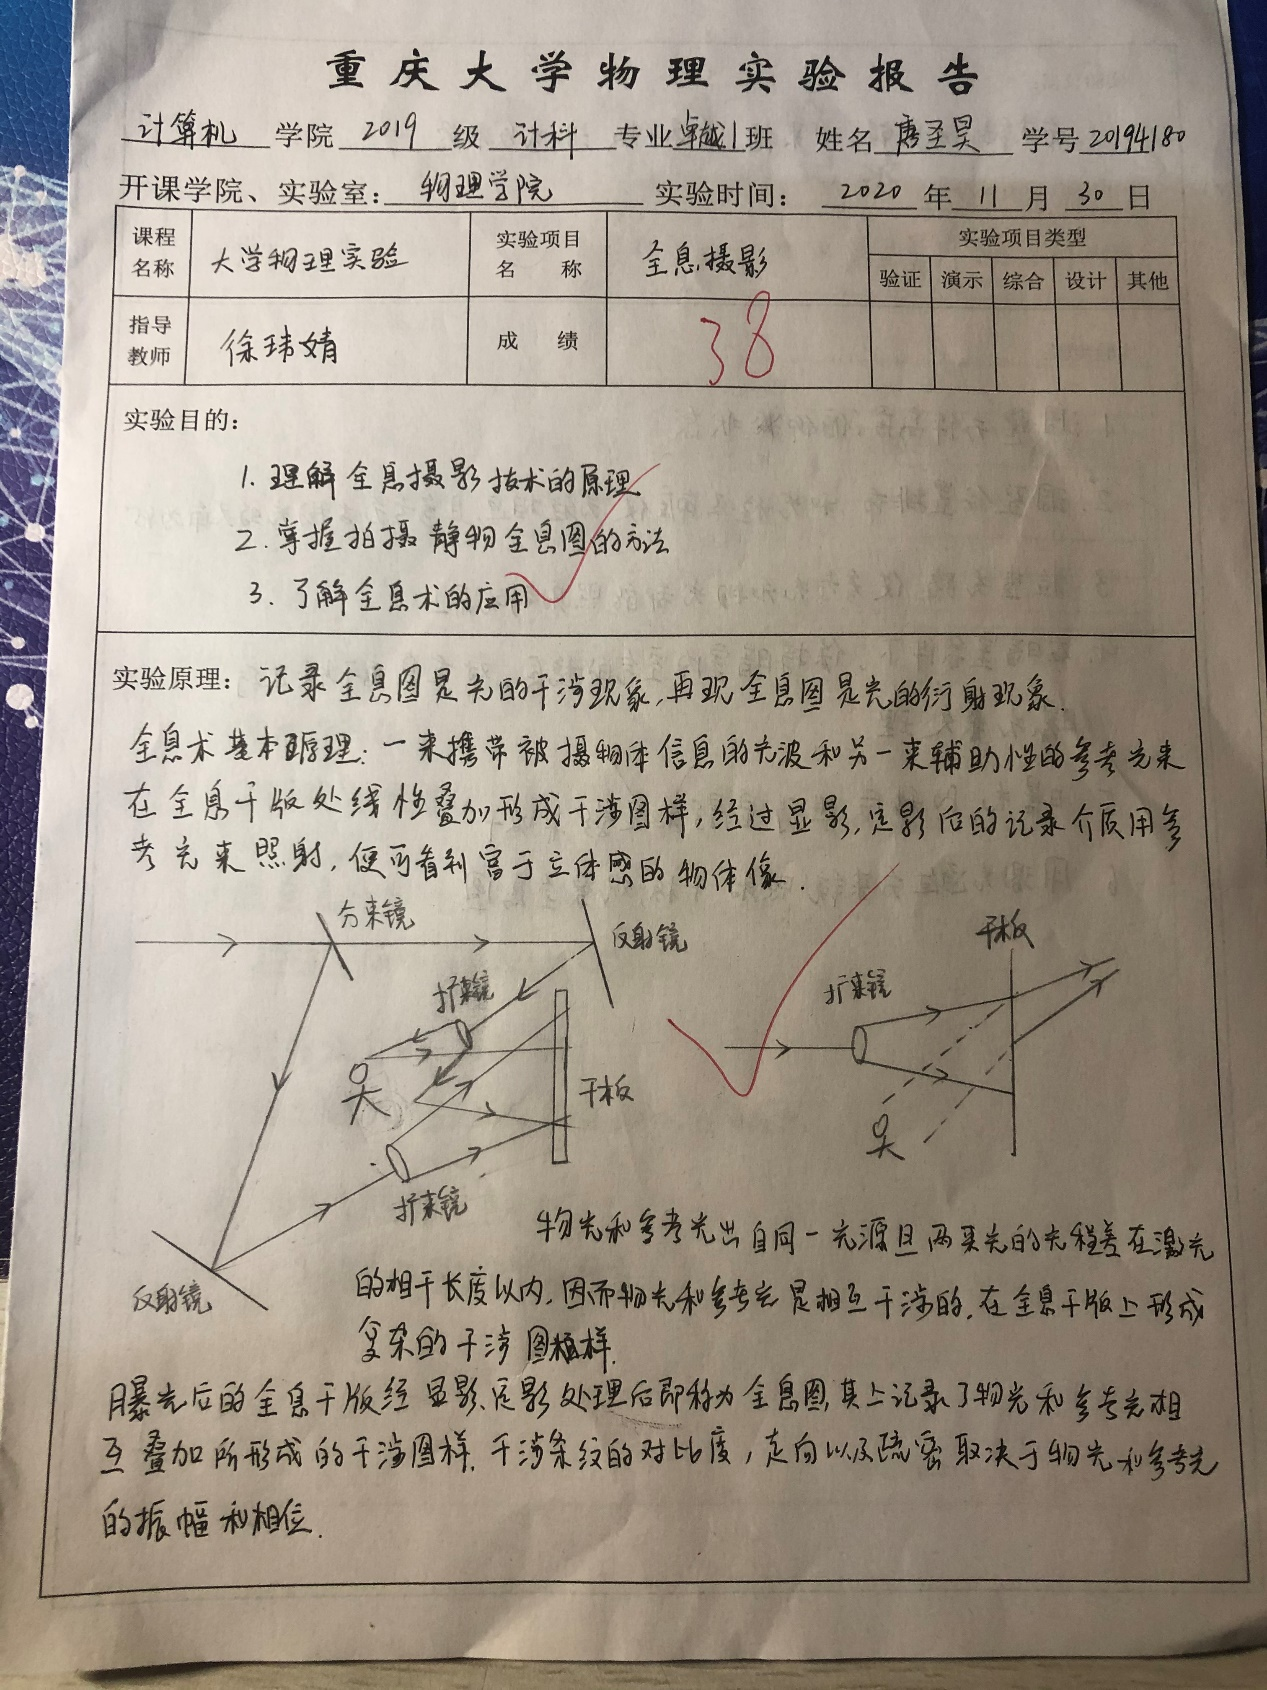 重庆大学物理实验报告
计算机 学院 2019 级 计科 专业 卓越1 班 姓名 唐圣昊 学号 20194180
开课学院、实验室: 物理学院 实验时间: 2020 年 11 月 30 日
课程名称 大学物理实验 实验项目名称 全息摄影 实验项目类型
验证 演示 综合 设计 其他
指导教师 徐玮婧 成绩 38
实验目的:
1. 理解全息摄影技术的原理
2. 掌握拍摄静物全息图的方法
3. 了解全息术的应用
实验原理: 记录全息图是光的干涉现象,再现全息图是光的衍射现象.
全息术基本原理: 一束携带被摄物体信息的光波和另一束辅助性的参考光束
在全息干版处线性叠加形成干涉图样,经过显影,定影后的记录介质用参
考光束照射,便可看到富于立体感的物体像.
分束镜
反射镜
扩束镜
干板
扩束镜
反射镜
干板
扩束镜
物光和参考光出自同一光源且两束光的光程差在激光
的相干长度以内,因而物光和参考光是相互干涉的,在全息干版上形成
复杂的干涉图样.
曝光后的全息干版经显影、定影处理后即称为全息图,其上记录了物光和参考光相
互叠加所形成的干涉图样.干涉条纹的对比度,走向以及疏密取决于物光和参考光
的振幅和相位.